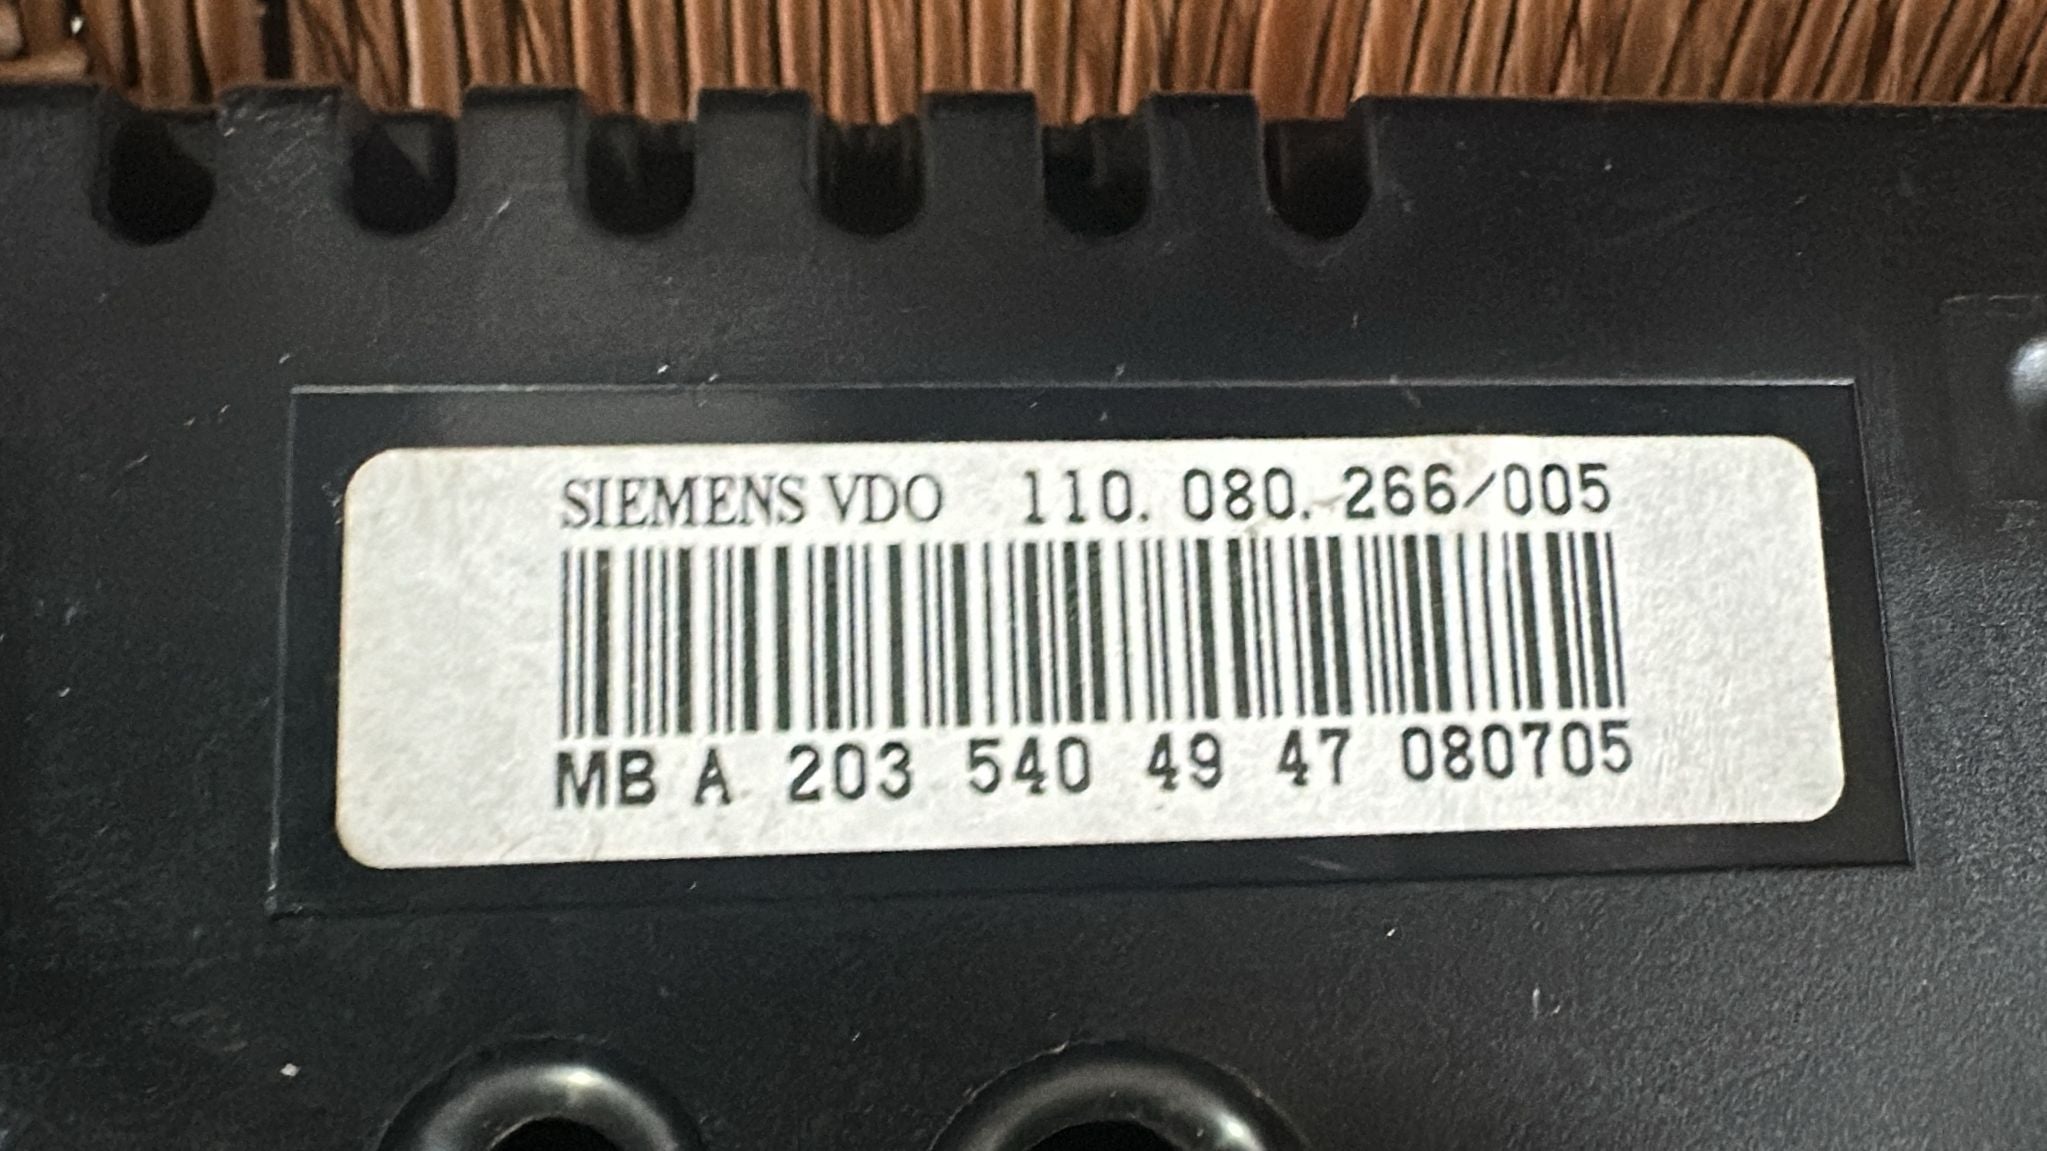 SIEMENS VDO 110. 080. 266/005
MB A 203 540 49 47 080705